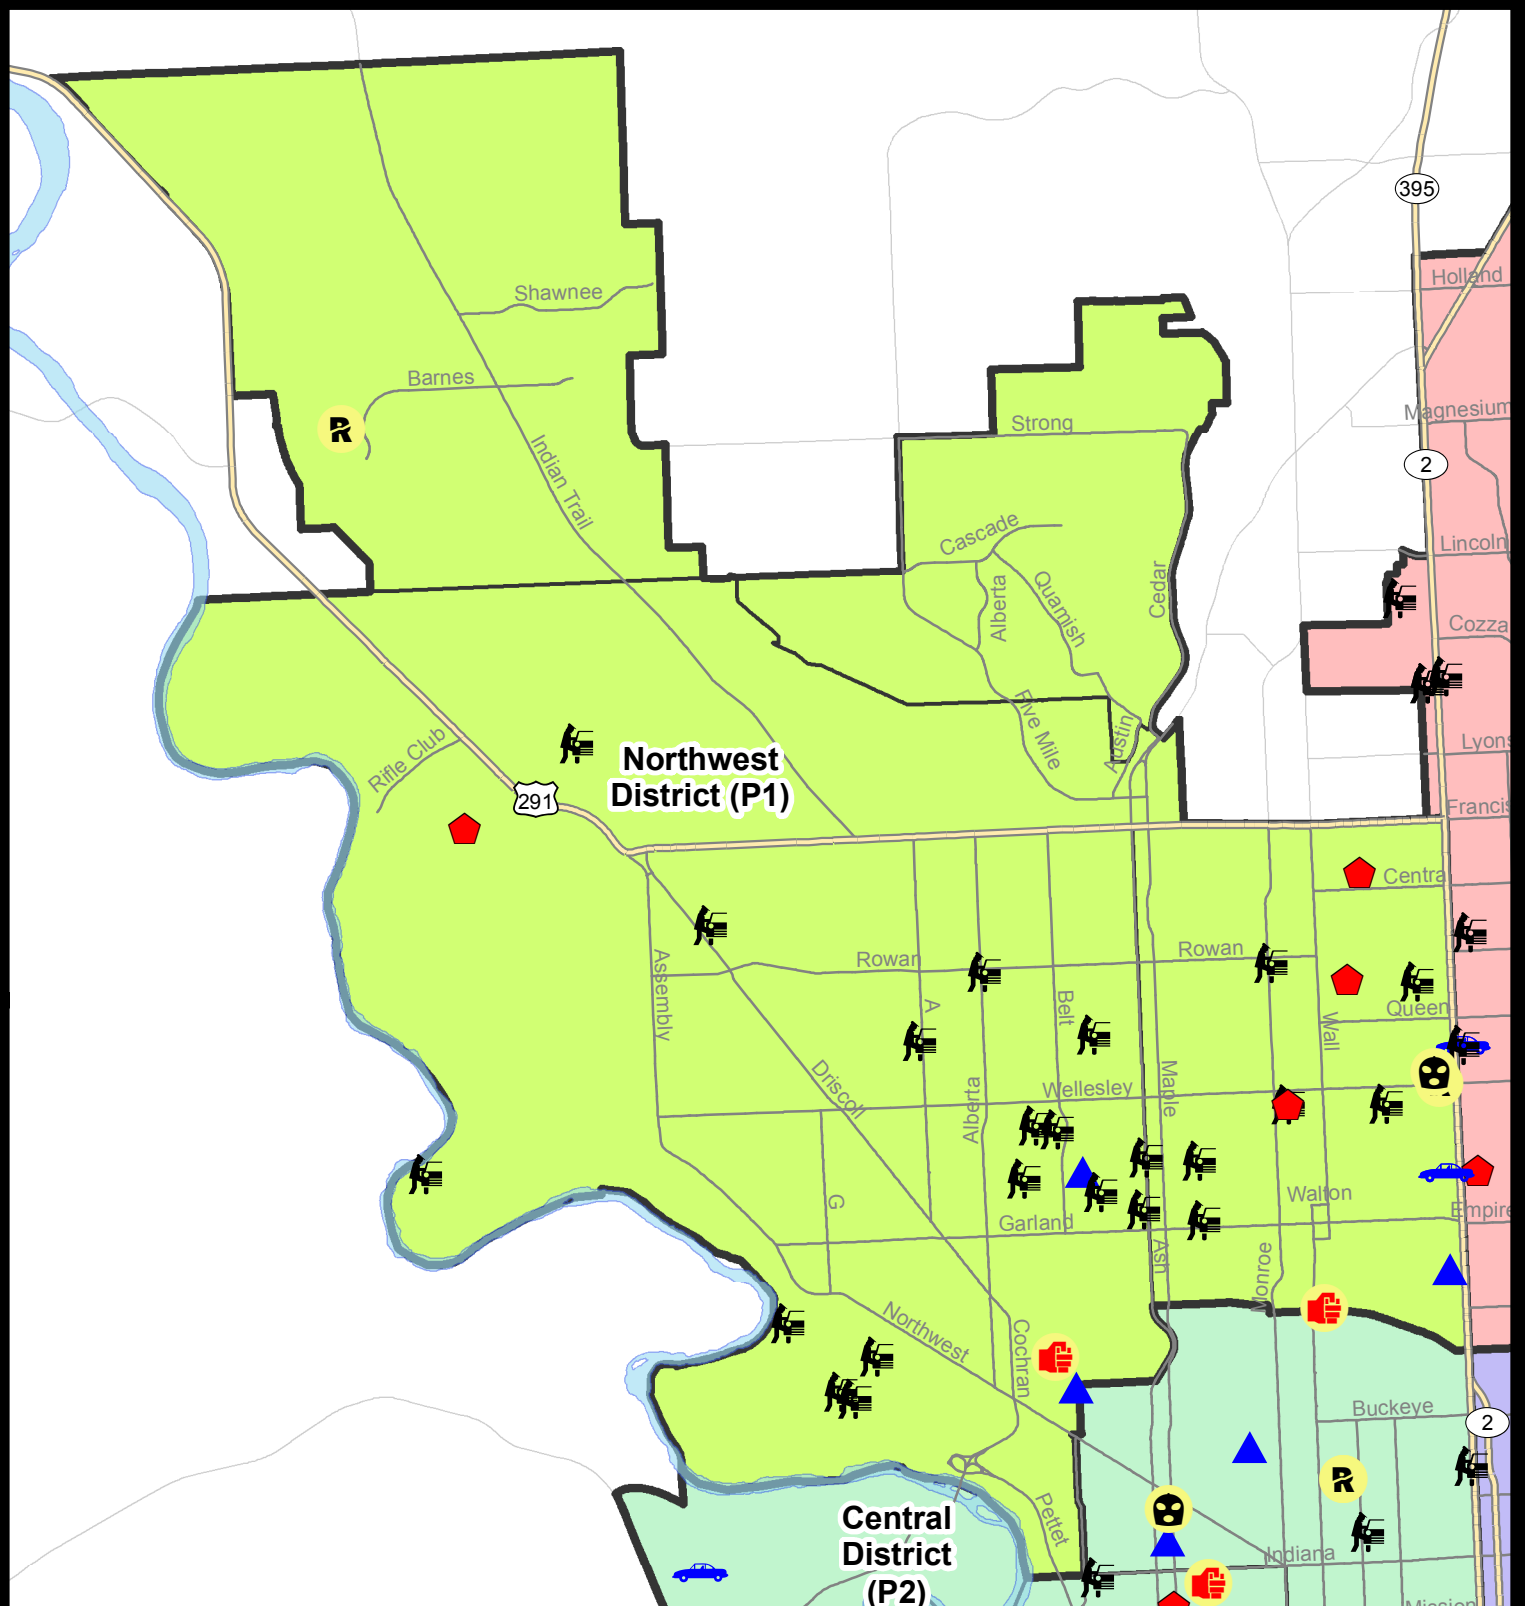 395
Holland
Shawnee
Barnes
R
Magnesium
Strong
Indian Trail
2
Cascade
Lincoln
Alberta
Quamish
Cedar
Cozza
Five Mile
Austin
Rifle Club
Northwest
District (P1)
Lyons
291
Francis
Centra
Rowan
Rowan
Assembly
A
Belt
Queen
Wall
Driscoll
Wellesley
Maple
Alberta
G
Walton
Garland
Empire
Ash
Monroe
Northwest
Cochran
Buckeye
2
R
Pettet
Central
District
(P2)
Indiana
Mission